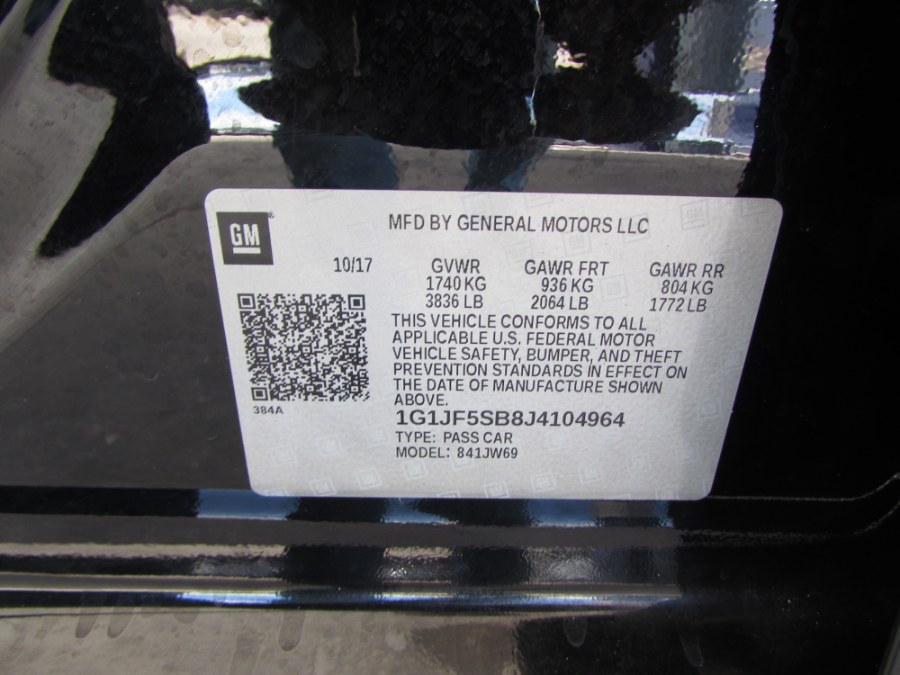 GM
MFD BY GENERAL MOTORS LLC
10/17 GVWR GAWR FRT GAWR RR
1740 KG 936 KG 804 KG
3836 LB 2064 LB 1772 LB
THIS VEHICLE CONFORMS TO ALL
APPLICABLE U.S. FEDERAL MOTOR
VEHICLE SAFETY, BUMPER, AND THEFT
PREVENTION STANDARDS IN EFFECT ON
THE DATE OF MANUFACTURE SHOWN
ABOVE.
384A
1G1JF5SB8J4104964
TYPE: PASS CAR
MODEL: 841JW69